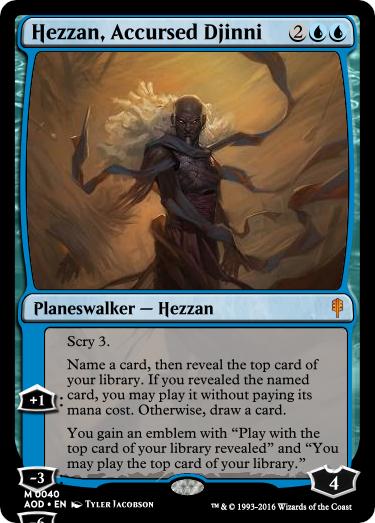 Hezzan, Accursed Djinni 2
Planeswalker — Hezzan
Scry 3.
Name a card, then reveal the top card of
your library. If you revealed the named
card, you may play it without paying its
+1: mana cost. Otherwise, draw a card.
You gain an emblem with “Play with the
top card of your library revealed” and “You
may play the top card of your library.”
-3
4
M 0040
AOD • EN Tyler Jacobson
™ & © 1993-2016 Wizards of the Coast
-6